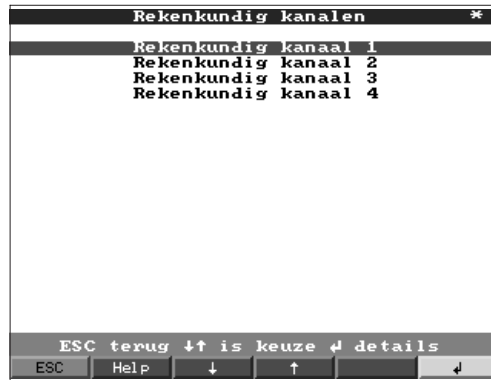 Rekenkundig kanalen *
Rekenkundig kanaal 1
Rekenkundig kanaal 2
Rekenkundig kanaal 3
Rekenkundig kanaal 4
ESC terug ↓↑ is keuze ↵ details
ESC Help ↓ ↑ ↵